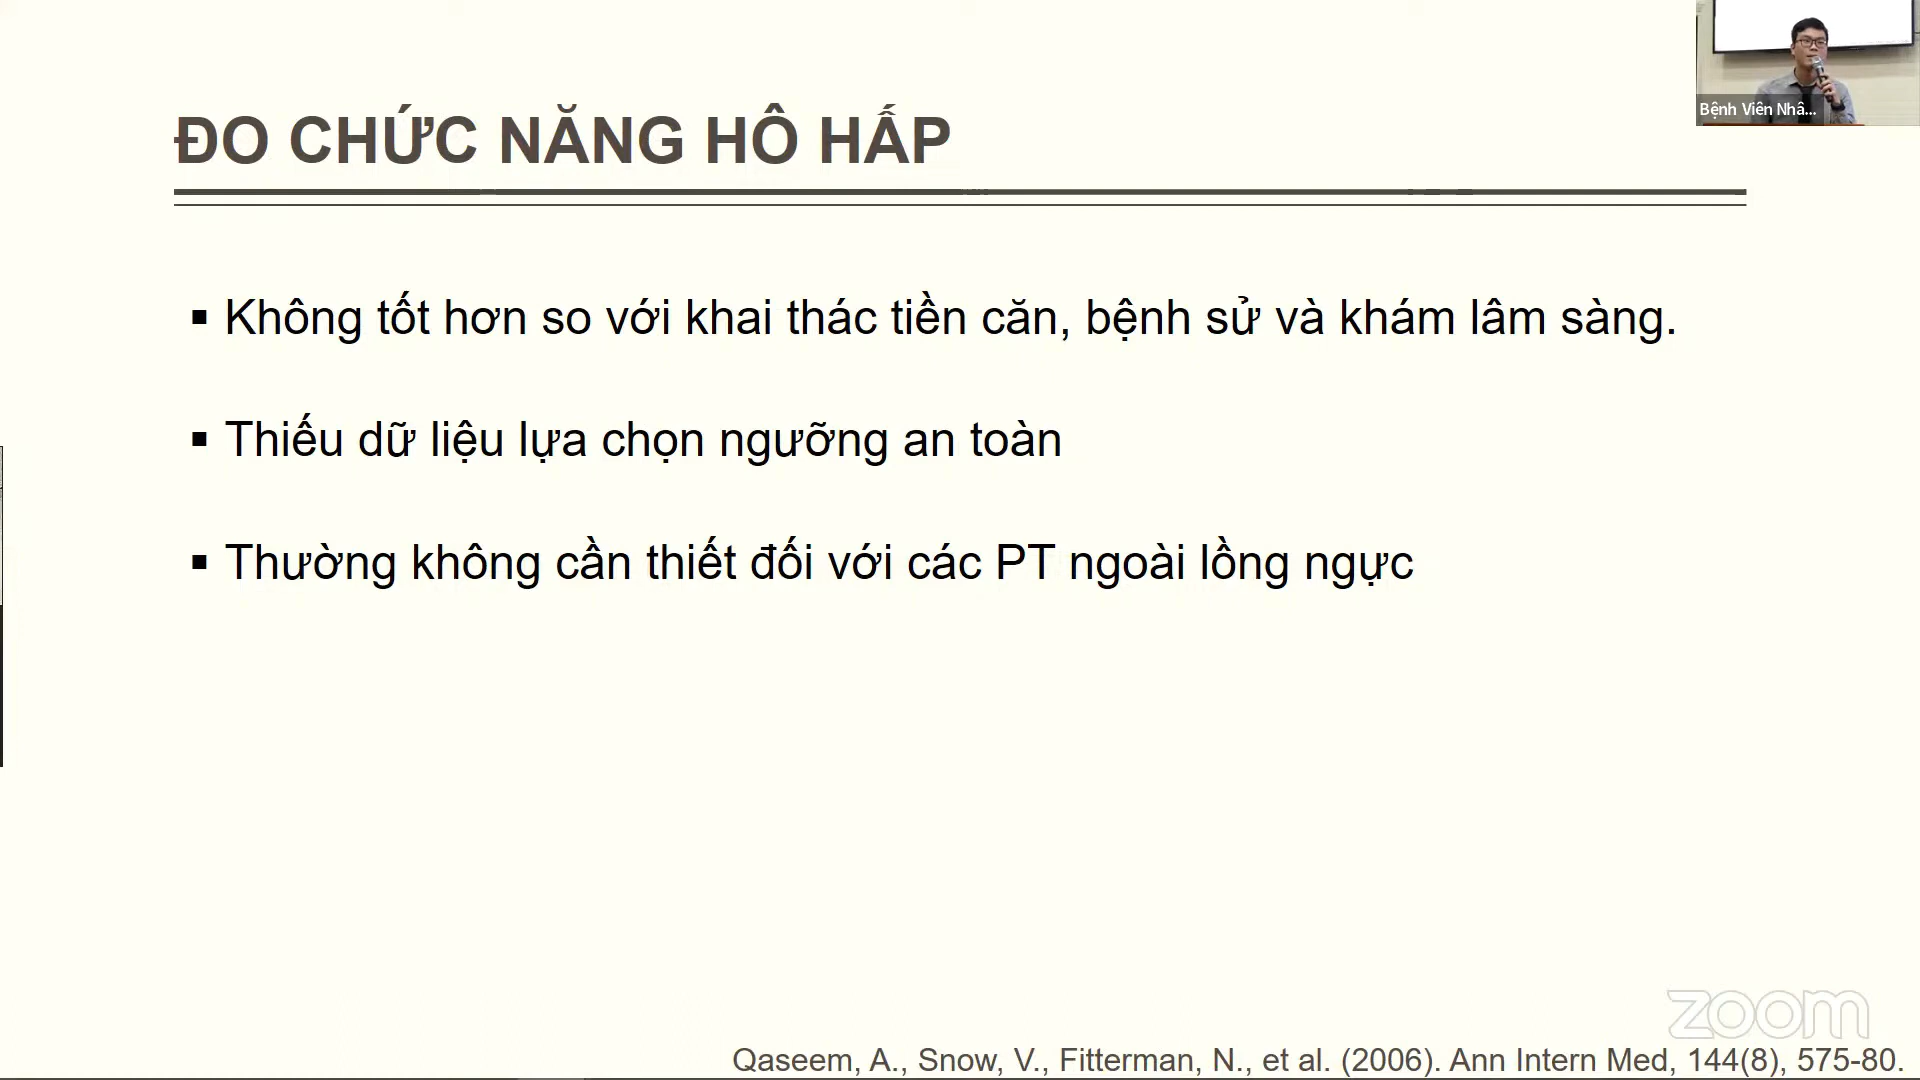 Bệnh Viên Nhâ...
ĐO CHỨC NĂNG HÔ HẤP
▪ Không tốt hơn so với khai thác tiền căn, bệnh sử và khám lâm sàng.
▪ Thiếu dữ liệu lựa chọn ngưỡng an toàn
▪ Thường không cần thiết đối với các PT ngoài lồng ngực
zoom
Qaseem, A., Snow, V., Fitterman, N., et al. (2006). Ann Intern Med, 144(8), 575-80.